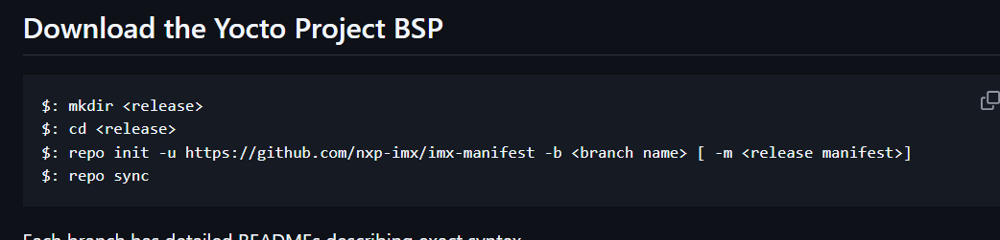 Download the Yocto Project BSP
$: mkdir <release>
$: cd <release>
$: repo init -u https://github.com/nxp-imx/imx-manifest -b <branch name> [ -m <release manifest>]
$: repo sync
Each branch has detailed READMEs describing exact syntax